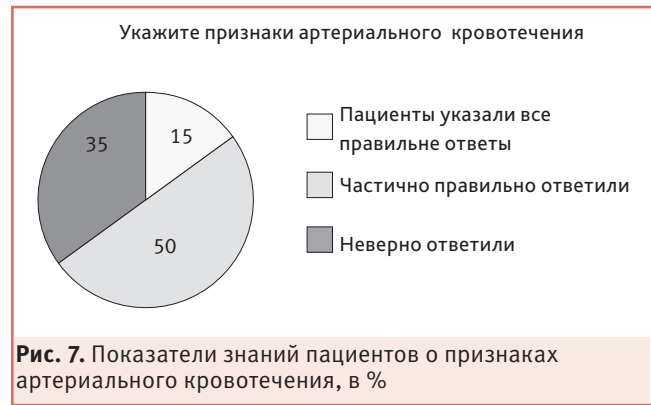 Укажите признаки артериального кровотечения
35
15
50
Пациенты указали все
правильне ответы
Частично правильно ответили
Неверно ответили
Рис. 7. Показатели знаний пациентов о признаках
артериального кровотечения, в %